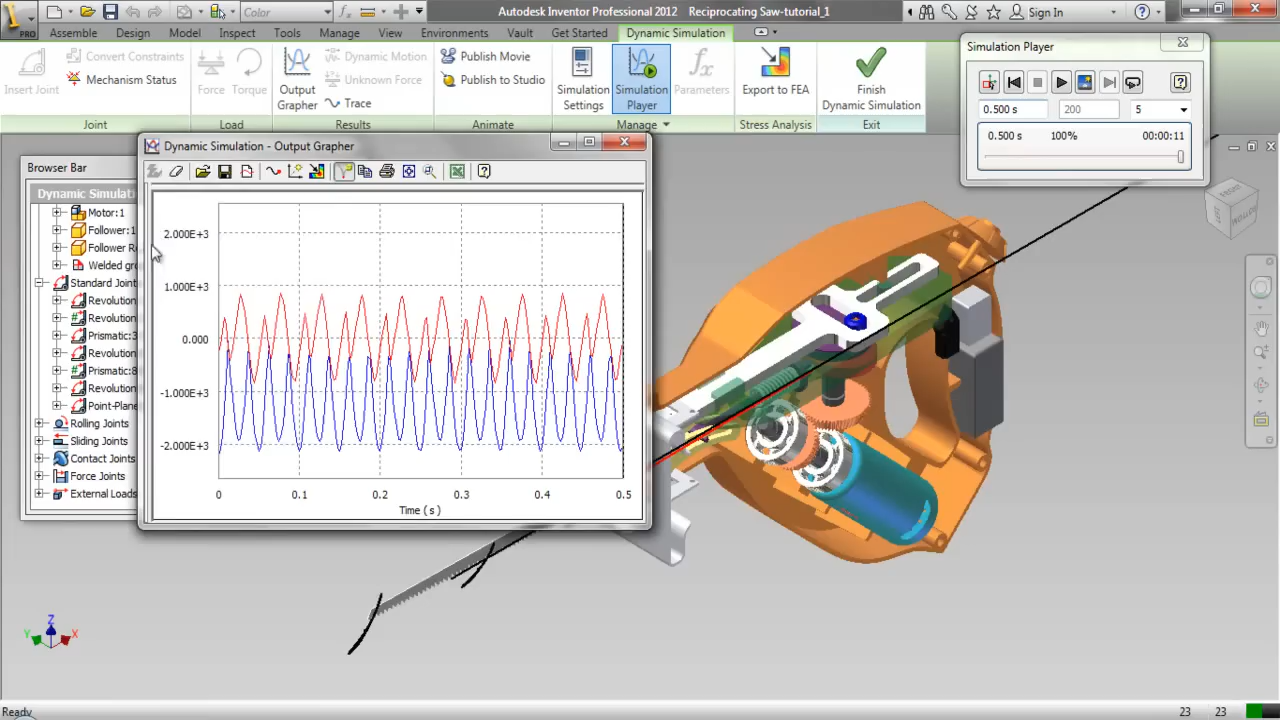 Color
Autodesk Inventor Professional 2012 Reciprocating Saw-tutorial_1
Sign In
PRO
Assemble Design Model Inspect Tools Manage View Environments Vault Get Started Dynamic Simulation
Insert Joint
Convert Constraints
Mechanism Status
Joint
Force
Torque
Load
Output Grapher
Dynamic Motion
Unknown Force
Trace
Results
Publish Movie
Publish to Studio
Animate
Simulation Settings
Simulation Player
Parameters
Manage
Export to FEA
Stress Analysis
Finish Dynamic Simulation
Exit
Simulation Player
0.500 s 200 5
0.500 s 100% 00:00:11
Browser Bar
Dynamic Simulati
Motor:1
Follower:1
Follower Ro
Welded gro
Standard Joint
Revolution
Revolution
Prismatic:3
Revolution
Prismatic:8
Revolution
Point-Plane
Rolling Joints
Sliding Joints
Contact Joints
Force Joints
External Loads
Dynamic Simulation - Output Grapher
2.000E+3
1.000E+3
0.000
-1.000E+3
-2.000E+3
0 0.1 0.2 0.3 0.4 0.5
Time ( s )
FRONT
BOTTOM
Z
Y
X
Ready
23 23